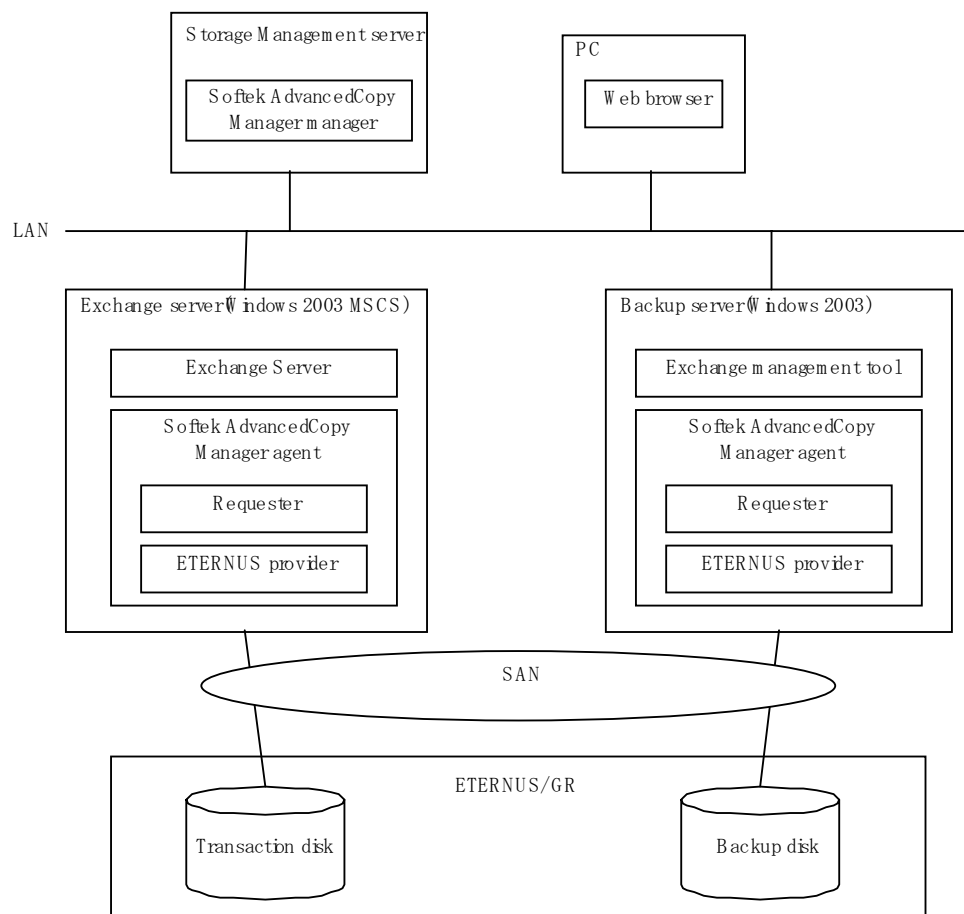 Storage Management server
Softek AdvancedCopy
Manager manager
PC
Web browser
LAN
Exchange server(Windows 2003 MSCS)
Exchange Server
Softek AdvancedCopy
Manager agent
Requester
ETERNUS provider
Backup server(Windows 2003)
Exchange management tool
Softek AdvancedCopy
Manager agent
Requester
ETERNUS provider
SAN
ETERNUS/GR
Transaction disk
Backup disk